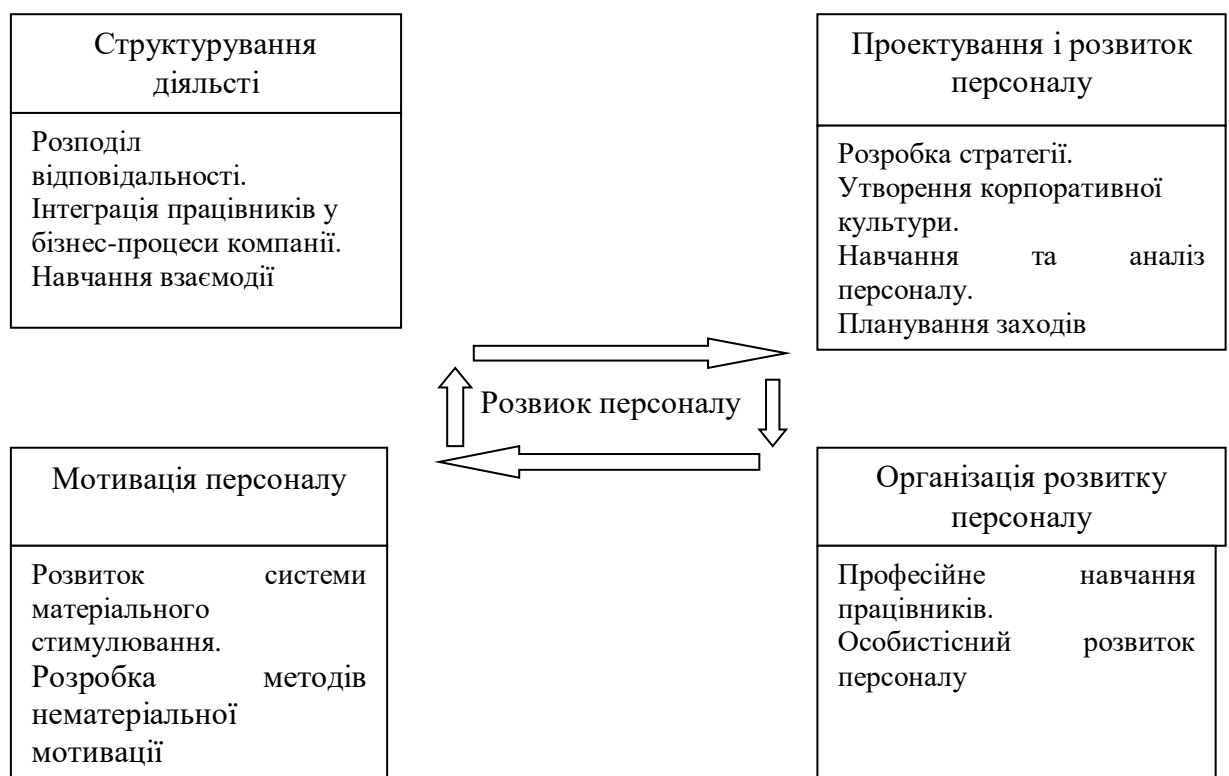 Структурування
діяльсті
Розподіл
відповідальності.
Інтеграція працівників у
бізнес-процеси компанії.
Навчання взаємодії
Проектування і розвиток
персоналу
Розробка стратегії.
Утворення корпоративної
культури.
Навчання та аналіз
персоналу.
Планування заходів
Розвиок персоналу
Мотивація персоналу
Розвиток системи
матеріального
стимулювання.
Розробка методів
нематеріальної
мотивації
Організація розвитку
персоналу
Професійне навчання
працівників.
Особистісний розвиток
персоналу